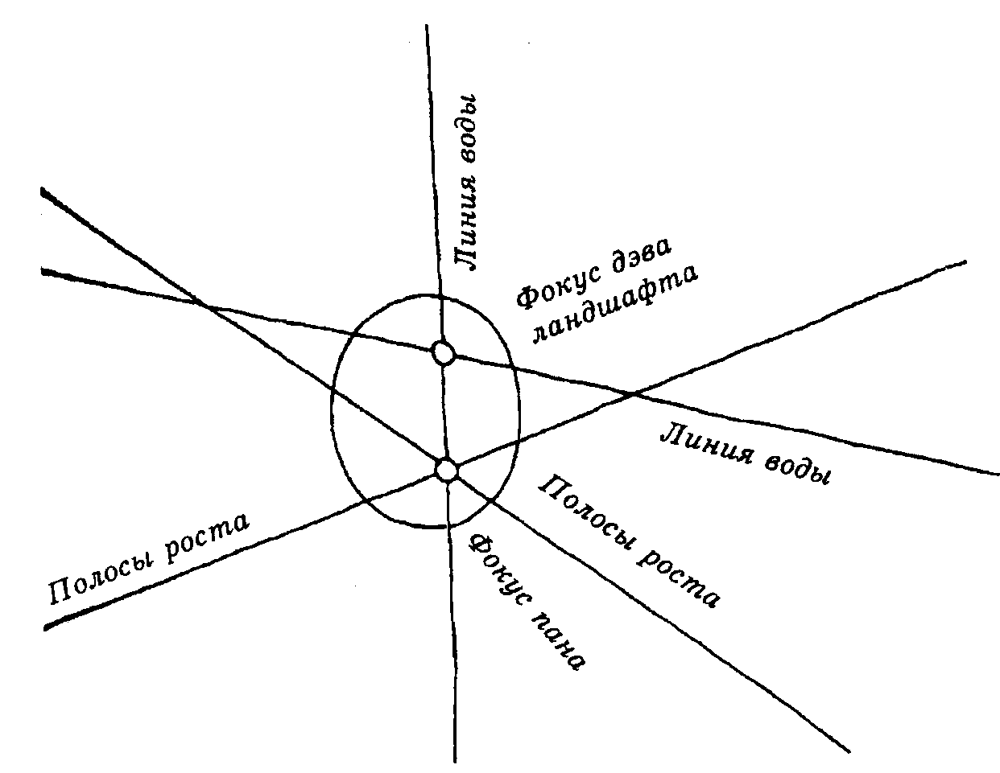 Линия воды
Фокус дэва
ландшафта
Линия воды
Полосы роста
Полосы роста
Фокус пана